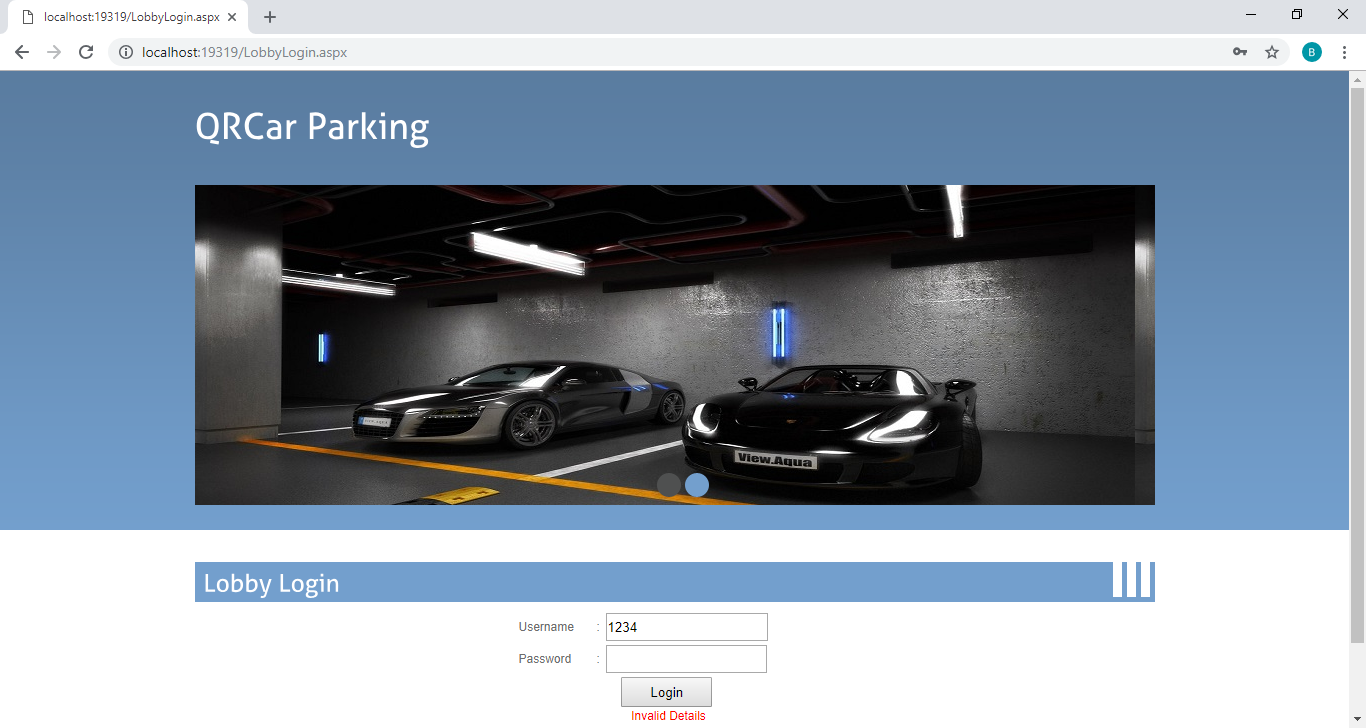 localhost:19319/LobbyLogin.aspx
localhost:19319/LobbyLogin.aspx
B
QRCar Parking
View.Aqua
Lobby Login
Username : 1234
Password :
Login
Invalid Details